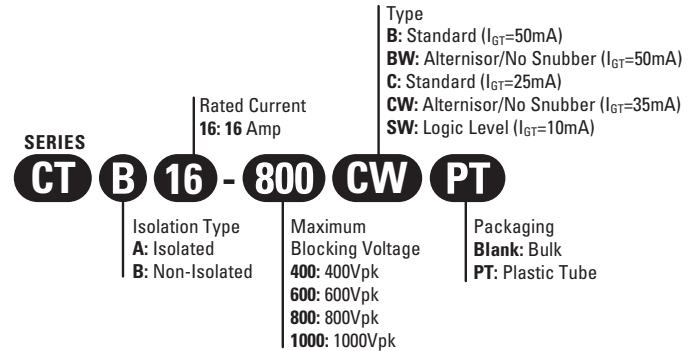 Type
B: Standard (IGT=50mA)
BW: Alternisor/No Snubber (IGT=50mA)
C: Standard (IGT=25mA)
CW: Alternisor/No Snubber (IGT=35mA)
SW: Logic Level (IGT=10mA)
Rated Current
16: 16 Amp
SERIES
CT B 16 - 800 CW PT
Isolation Type
A: Isolated
B: Non-Isolated
Maximum
Blocking Voltage
400: 400Vpk
600: 600Vpk
800: 800Vpk
1000: 1000Vpk
Packaging
Blank: Bulk
PT: Plastic Tube